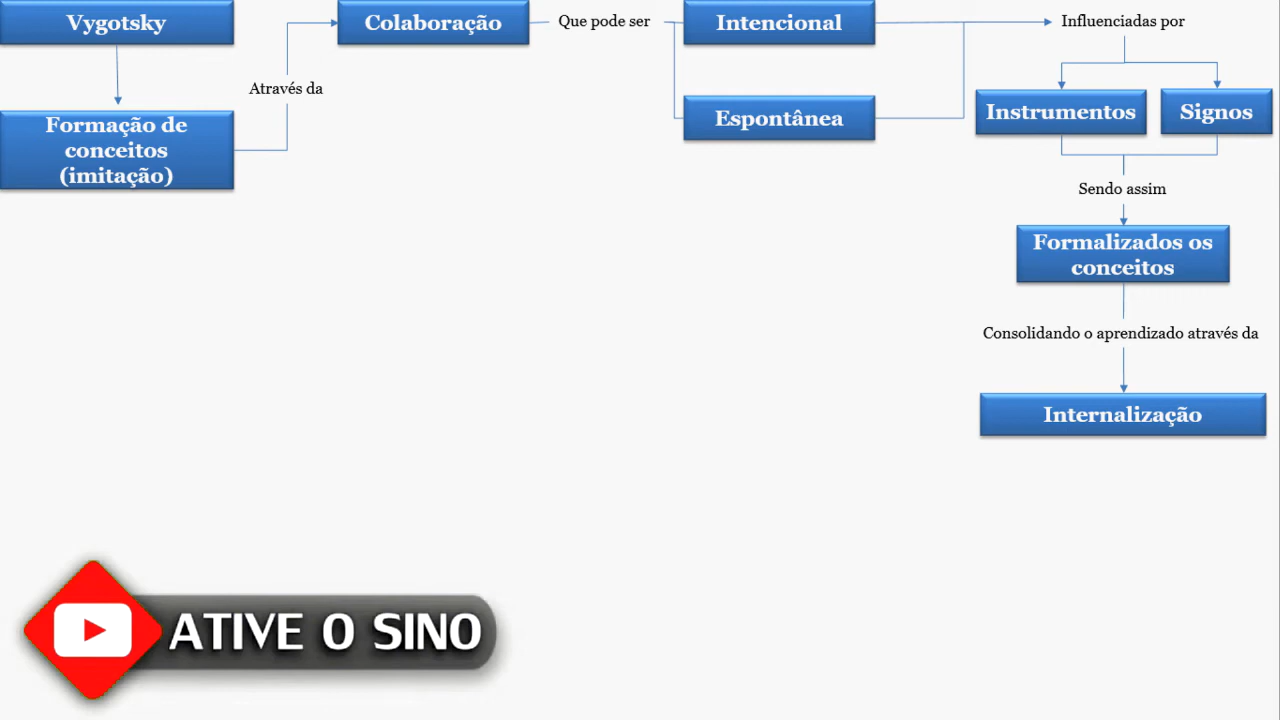 Vygotsky
Formação de
conceitos
(imitação)
Através da
Colaboração
Que pode ser
Intencional
Espontânea
Influenciadas por
Instrumentos
Signos
Sendo assim
Formalizados os
conceitos
Consolidando o aprendizado através da
Internalização
ATIVE O SINO